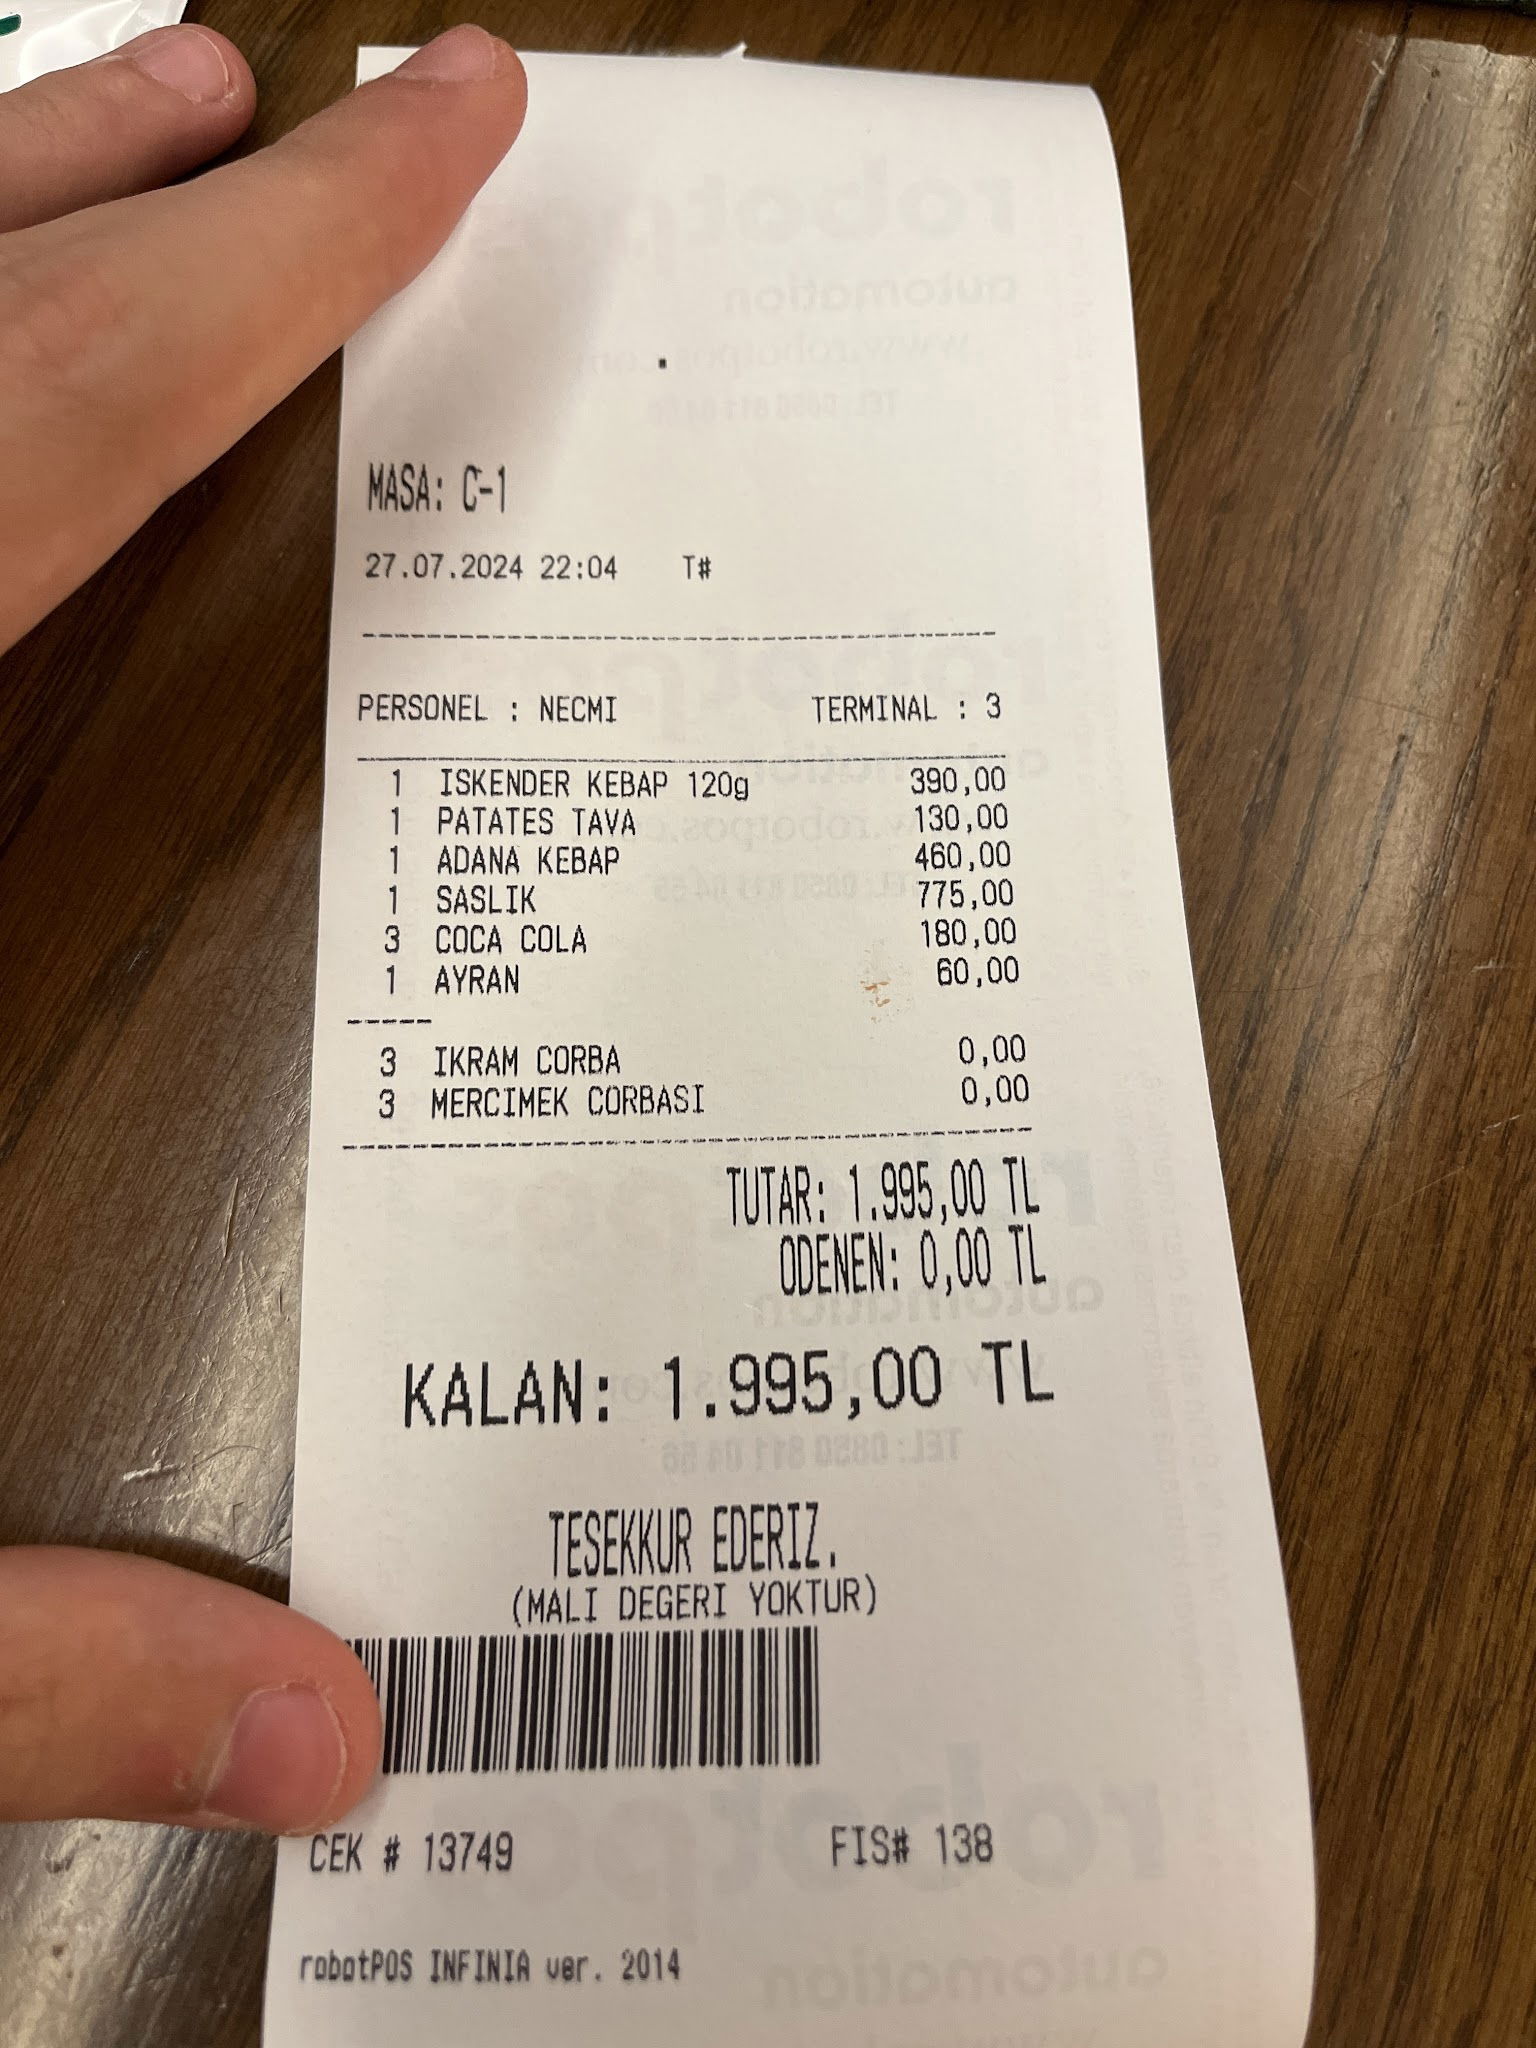 MASA: C-1
27.07.2024 22:04 T#
PERSONEL : NECMI TERMINAL : 3
1 ISKENDER KEBAP 120g 390,00
1 PATATES TAVA 130,00
1 ADANA KEBAP 460,00
1 SASLIK 775,00
3 COCA COLA 180,00
1 AYRAN 60,00
3 IKRAM CORBA 0,00
3 MERCIMEK CORBASI 0,00
TUTAR: 1.995,00 TL
ODENEN: 0,00 TL
KALAN: 1.995,00 TL
TESEKKUR EDERIZ.
(MALI DEGERI YOKTUR)
CEK # 13749 FIS# 138
robotPOS INFINIA ver. 2014